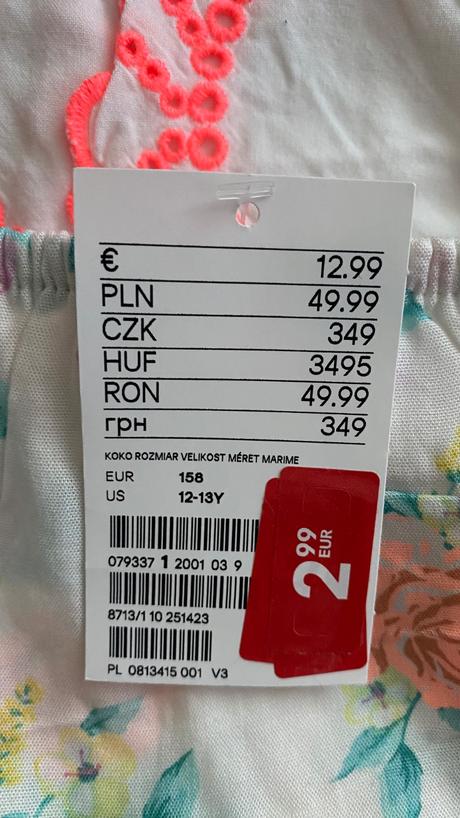 € 12.99
PLN 49.99
CZK 349
HUF 3495
RON 49.99
грн 349
KOKO ROZMIAR VELIKOST MÉRET MARIME
EUR 158
US 12-13Y
079337 1 2001 03 9
8713/1 10 251423
PL 0813415 001 V3
2 99 EUR